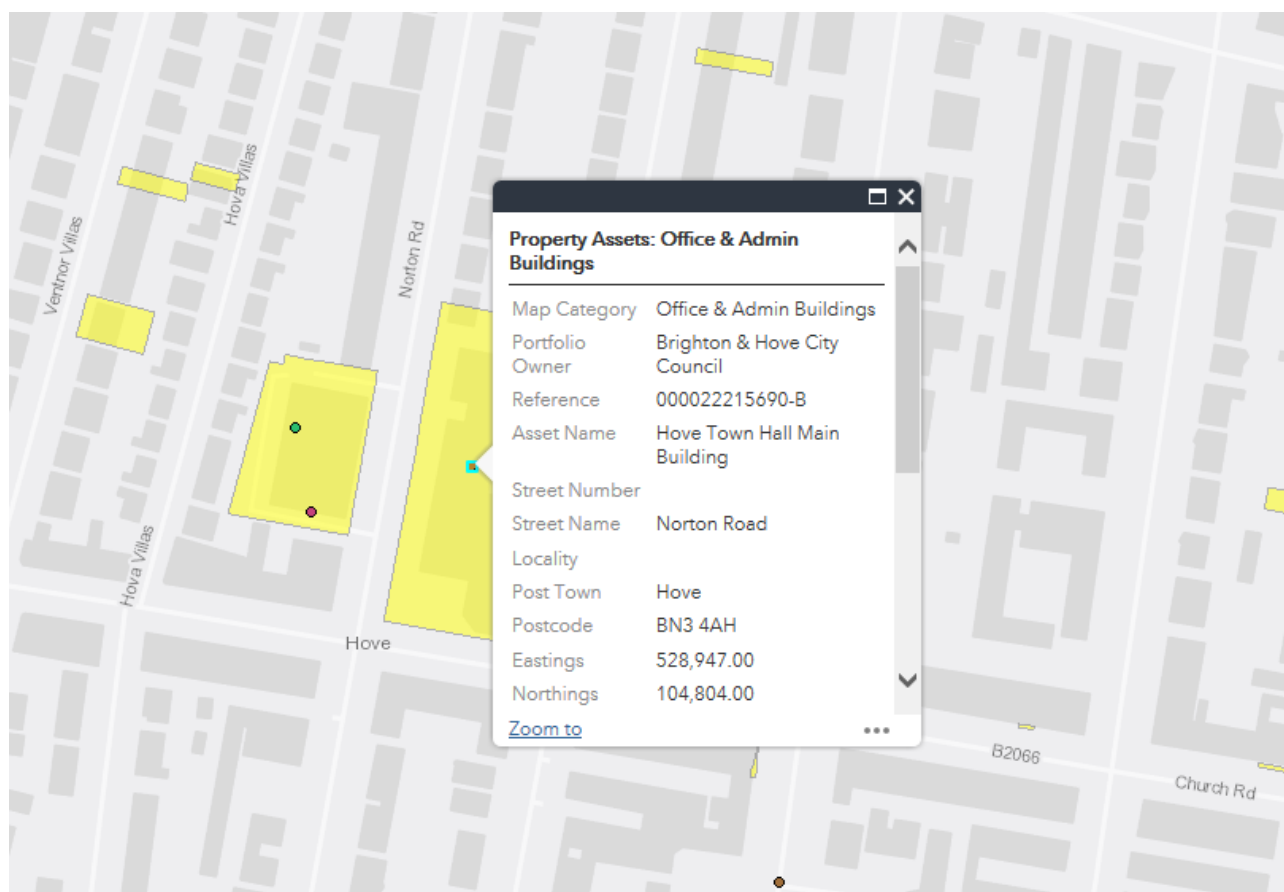 Hova Villas
Ventnor Villas
Norton Rd
Property Assets: Office & Admin
Buildings
Map Category Office & Admin Buildings
Portfolio Brighton & Hove City
Owner Council
Reference 000022215690-B
Asset Name Hove Town Hall Main
Building
Street Number
Street Name Norton Road
Locality
Post Town Hove
Postcode BN3 4AH
Eastings 528,947.00
Northings 104,804.00
Zoom to
Hova Villas
Hove
B2066
Church Rd